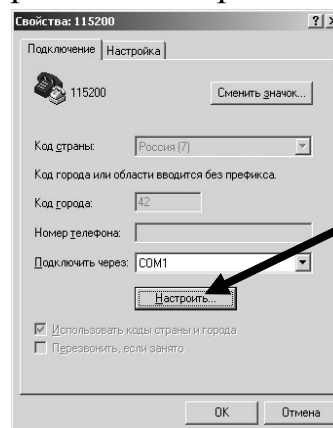 Свойства: 115200
Подключение Настройка
115200 Сменить значок...
Код страны: Россия (7)
Код города или области вводится без префикса.
Код города: 42
Номер телефона:
Подключить через: COM1
Настроить...
Использовать коды страны и города
Перезвонить, если занято
OK Отмена